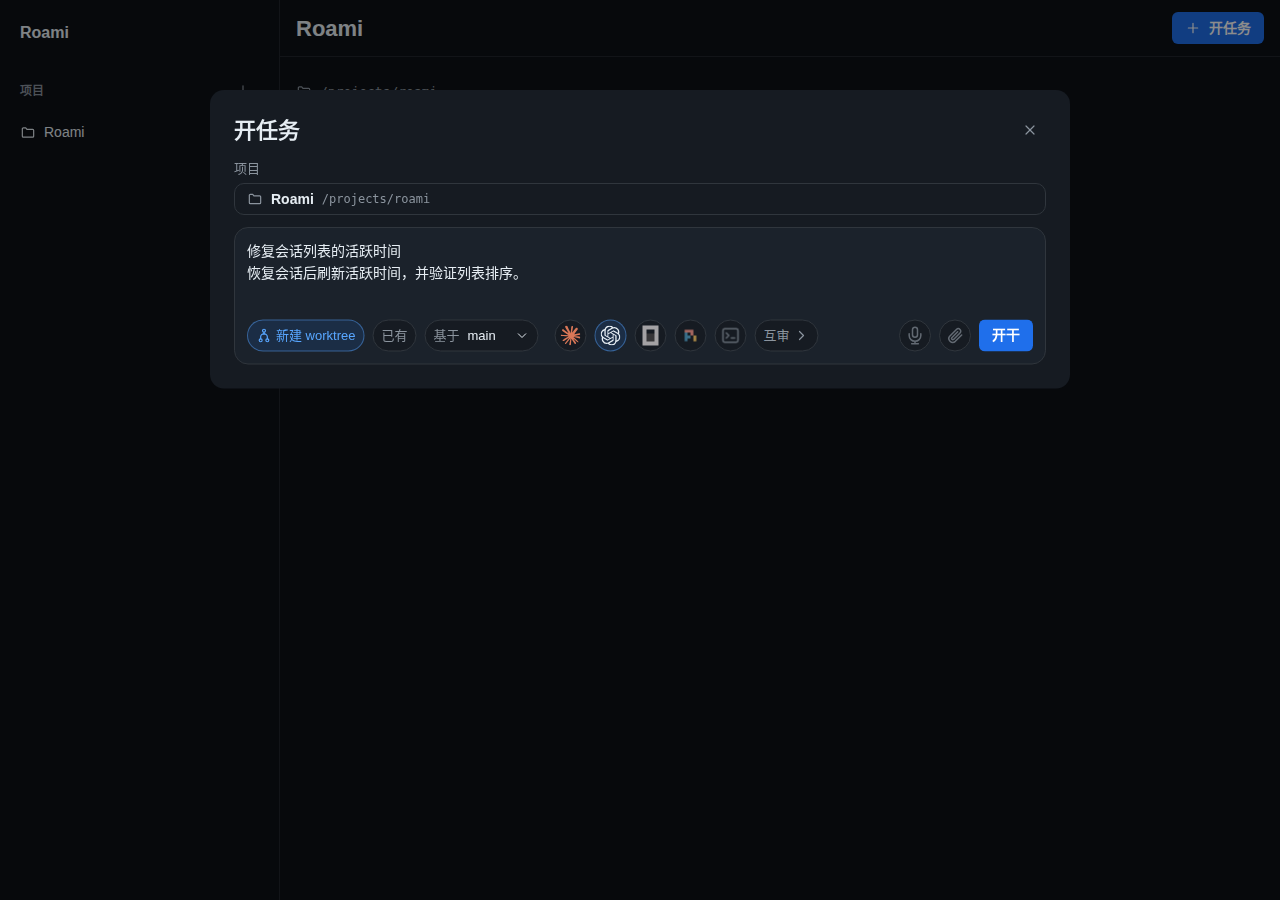 Roami
Roami
开任务
项目
/projects/roami
Roami
开任务
项目
Roami /projects/roami
修复会话列表的活跃时间
恢复会话后刷新活跃时间，并验证列表排序。
新建 worktree 已有 基于 main 互审 开干